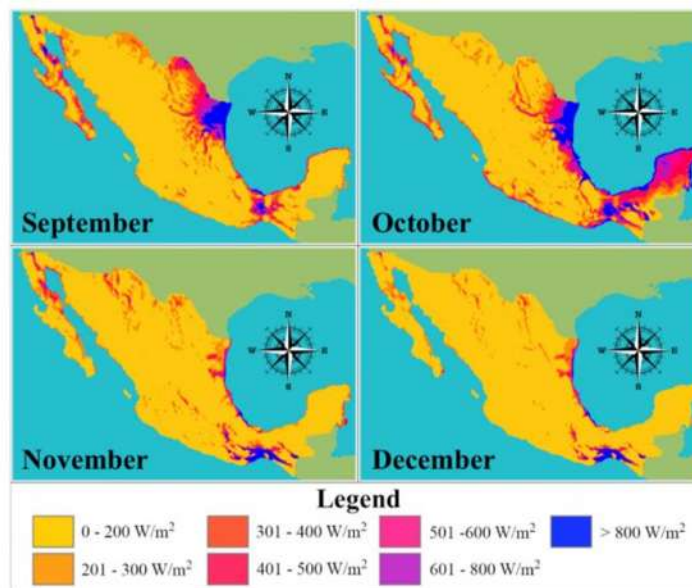 N
W E
S
September
N
W E
S
October
N
W E
S
November
N
W E
S
December
Legend
0 - 200 W/m²
301 - 400 W/m²
501 -600 W/m²
> 800 W/m²
201 - 300 W/m²
401 - 500 W/m²
601 - 800 W/m²